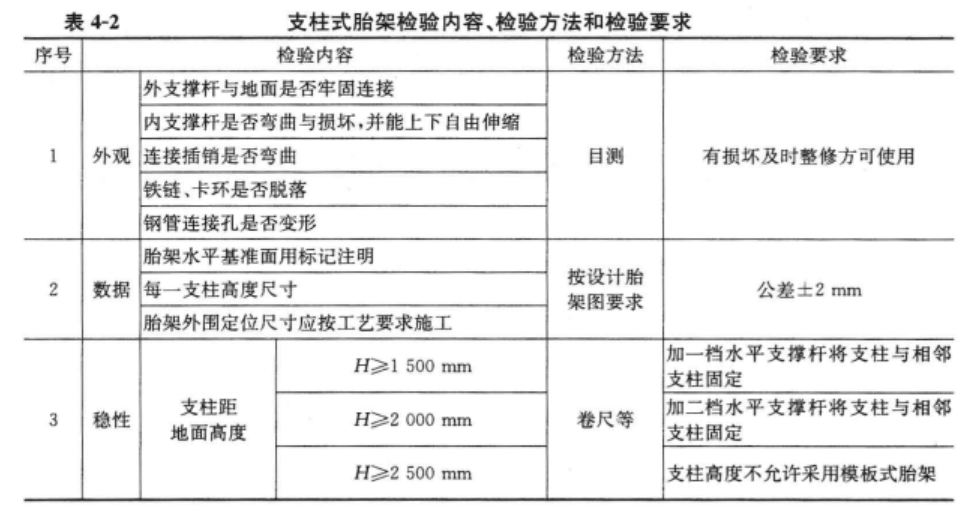 表 4-2 支柱式胎架检验内容、检验方法和检验要求
序号 检验内容 检验方法 检验要求
外支撑杆与地面是否牢固连接
内支撑杆是否弯曲与损坏,并能上下自由伸缩
1 外观 连接插销是否弯曲 目测 有损坏及时整修方可使用
铁链、卡环是否脱落
钢管连接孔是否变形
胎架水平基准面用标记注明
2 数据 每一支柱高度尺寸 按设计胎
架图要求 公差±2 mm
胎架外围定位尺寸应按工艺要求施工
3 稳性 支柱距
地面高度
H⩾1 500 mm
卷尺等
加一档水平支撑杆将支柱与相邻
支柱固定
H⩾2 000 mm
加二档水平支撑杆将支柱与相邻
支柱固定
H⩾2 500 mm
支柱高度不允许采用模板式胎架